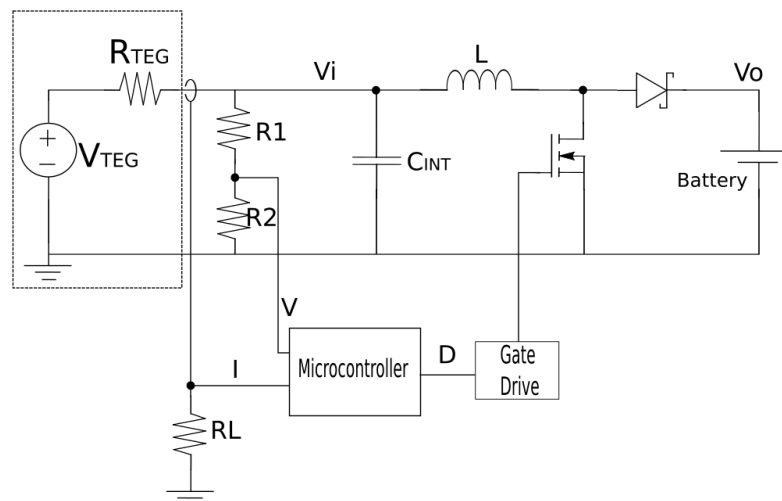 RTEG
Vi
L
Vo
+
−
VTEG
R1
CINT
R2
Battery
V
Microcontroller
D
Gate
Drive
I
RL